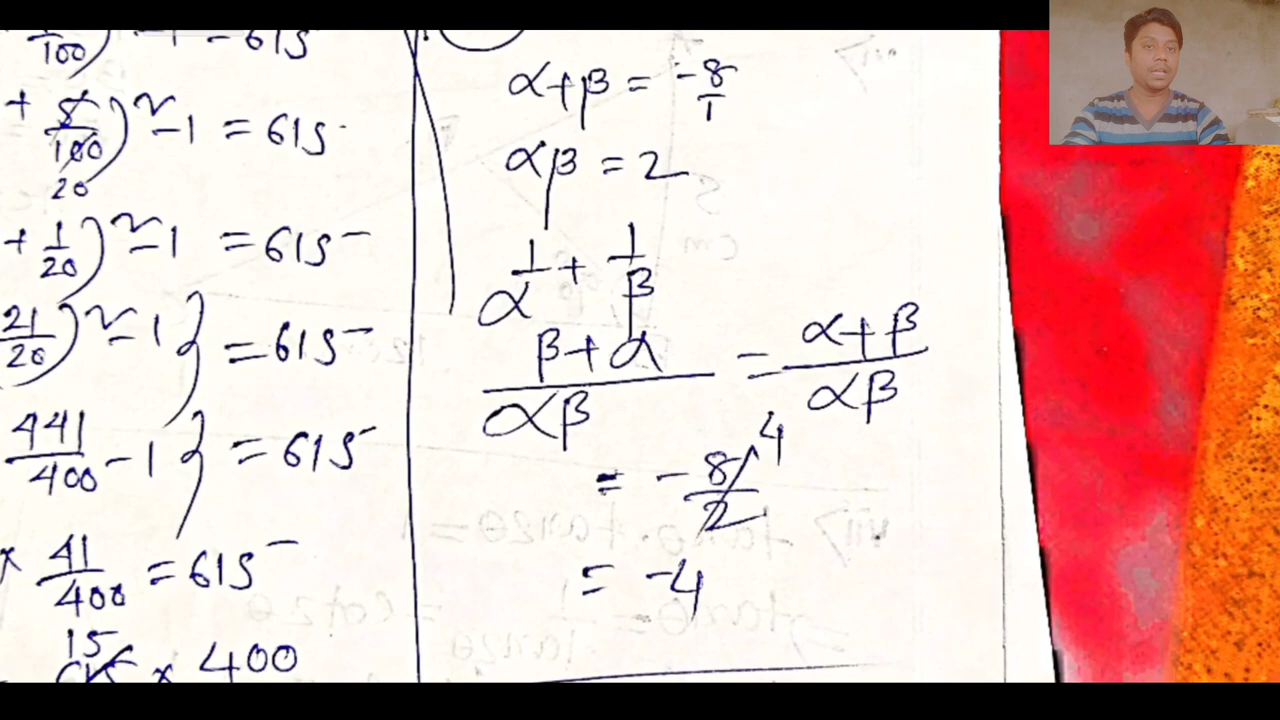 100) - 1 = 615
+ 5/100)² - 1 = 615
20
+ 1/20)² - 1 = 615
21/20)² - 1} = 615
441/400 - 1} = 615
× 41/400 = 615
15
615 × 400
α+β = -8/1
αβ = 2
1/α + 1/β
β+α/αβ = α+β/αβ
= -8/2 4
= -4